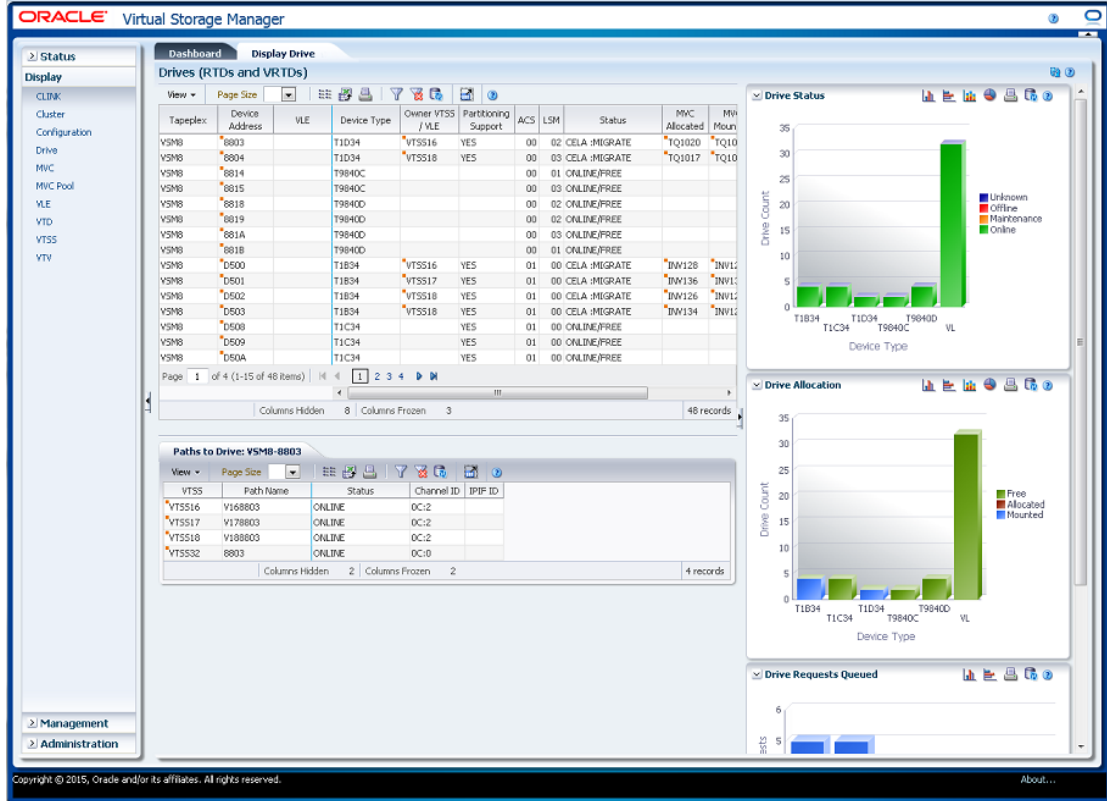 ORACLE Virtual Storage Manager
Status
Display
CLINK
Cluster
Configuration
Drive
MVC
MVC Pool
VLE
VTD
VTSS
VTV
Management
Administration
Dashboard Display Drive
Drives (RTDs and VRTDs)
View Page Size
Tapeplex Device Address VLE Device Type Owner VTSS / VLE Partitioning Support ACS LSM Status MVC Allocated
VSM8 8803 T1D34 VTSS16 YES 00 02 CELA :MIGRATE TQ1020 TQ10
VSM8 8804 T1D34 VTSS18 YES 00 03 CELA :MIGRATE TQ1017 TQ10
VSM8 8814 T9840C 00 01 ONLINE/FREE
VSM8 8815 T9840C 00 03 ONLINE/FREE
VSM8 8818 T9840D 00 02 ONLINE/FREE
VSM8 8819 T9840D 00 02 ONLINE/FREE
VSM8 881A T9840D 00 03 ONLINE/FREE
VSM8 881B T9840D 00 01 ONLINE/FREE
VSM8 D500 T1B34 VTSS16 YES 01 00 CELA :MIGRATE INV128 INV12
VSM8 D501 T1B34 VTSS17 YES 01 00 CELA :MIGRATE INV136 INV13
VSM8 D502 T1B34 VTSS18 YES 01 00 CELA :MIGRATE INV126 INV12
VSM8 D503 T1B34 VTSS18 YES 01 00 CELA :MIGRATE INV134 INV12
VSM8 D508 T1C34 YES 01 00 ONLINE/FREE
VSM8 D509 T1C34 YES 01 00 ONLINE/FREE
VSM8 D50A T1C34 YES 01 00 ONLINE/FREE
Page 1 of 4 (1-15 of 48 items) 1 2 3 4
Columns Hidden 8 Columns Frozen 3 48 records
Paths to Drive: VSM8-8803
View Page Size
VTSS Path Name Status Channel ID IPIF ID
VTSS16 V168803 ONLINE 0C:2
VTSS17 V178803 ONLINE 0C:2
VTSS18 V188803 ONLINE 0C:2
VTSS32 8803 ONLINE 0C:0
Columns Hidden 2 Columns Frozen 2 4 records
Drive Status
35
30
25
20
15
10
5
0
Drive Count
T1B34 T1C34 T1D34 T9840C T9840D VL
Device Type
Unknown
Offline
Maintenance
Online
Drive Allocation
35
30
25
20
15
10
5
0
Drive Count
T1B34 T1C34 T1D34 T9840C T9840D VL
Device Type
Free
Allocated
Mounted
Drive Requests Queued
6
5
Copyright © 2015, Oracle and/or its affiliates. All rights reserved.
About...